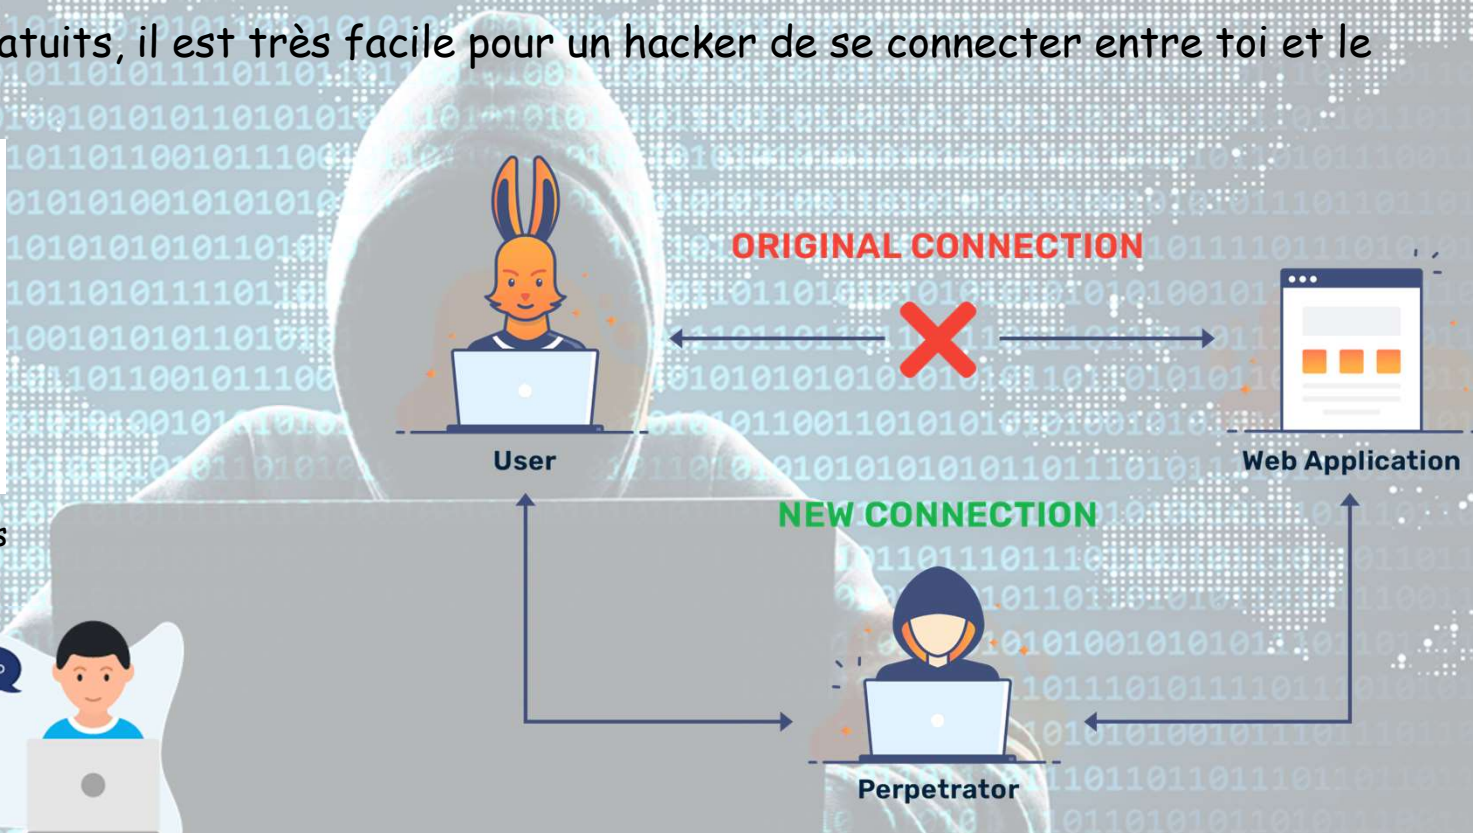 atuits, il est très facile pour un hacker de se connecter entre toi et le
ORIGINAL CONNECTION
User
Web Application
NEW CONNECTION
Perpetrator